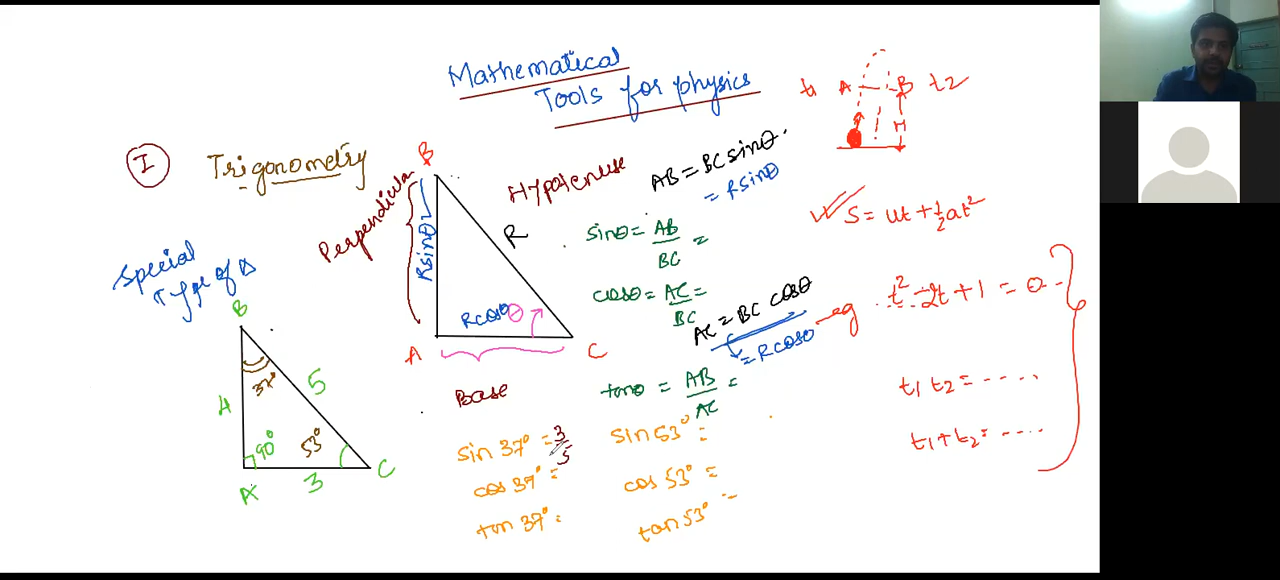 Mathematical
Tools for physics
I
Trigonometry
B
Perpendicular
Hypotenuse
AB = BC sinθ
= R sinθ
R
R sinθ
R cosθ
θ
A
C
Base
sinθ = AB/BC =
cosθ = AC/BC =
AC = BC cosθ
= R cosθ
tanθ = AB/AC =
Special
Type of Δ
B
37°
5
4
90°
53°
A
3
C
sin 37° = 3/5
cos 37° =
tan 37° =
sin 53° =
cos 53° =
tan 53° =
t1 A B t2
H
S = ut + 1/2 at²
eg t² - 2t + 1 = 0
t1 t2 = .....
t1 + t2 = ....